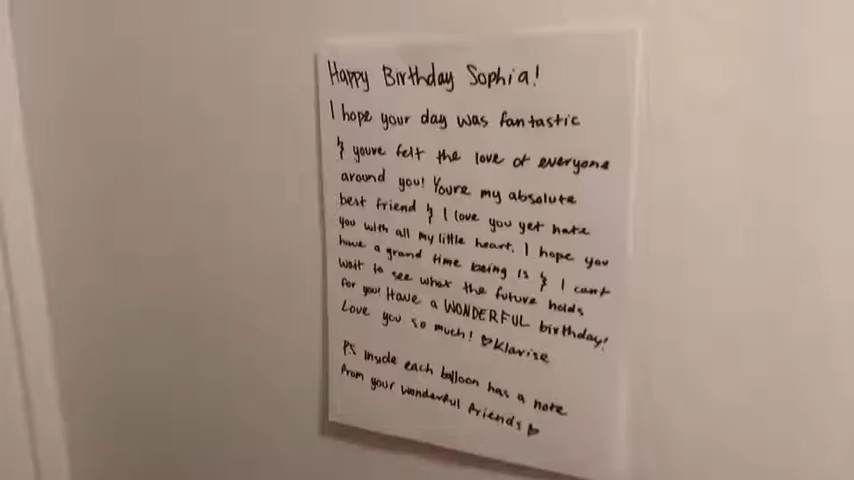 Happy Birthday Sophia!
I hope your day was fantastic
& youve felt the love of everyone
around you! Youre my absolute
best friend & I love you yet hate
you with all my little heart. I hope you
have a grand time being 15 & I cant
wait to see what the future holds
for you! Have a WONDERFUL birthday!
Love you so much! ♡Klarise
PS inside each balloon has a note
from your wonderful friends♡